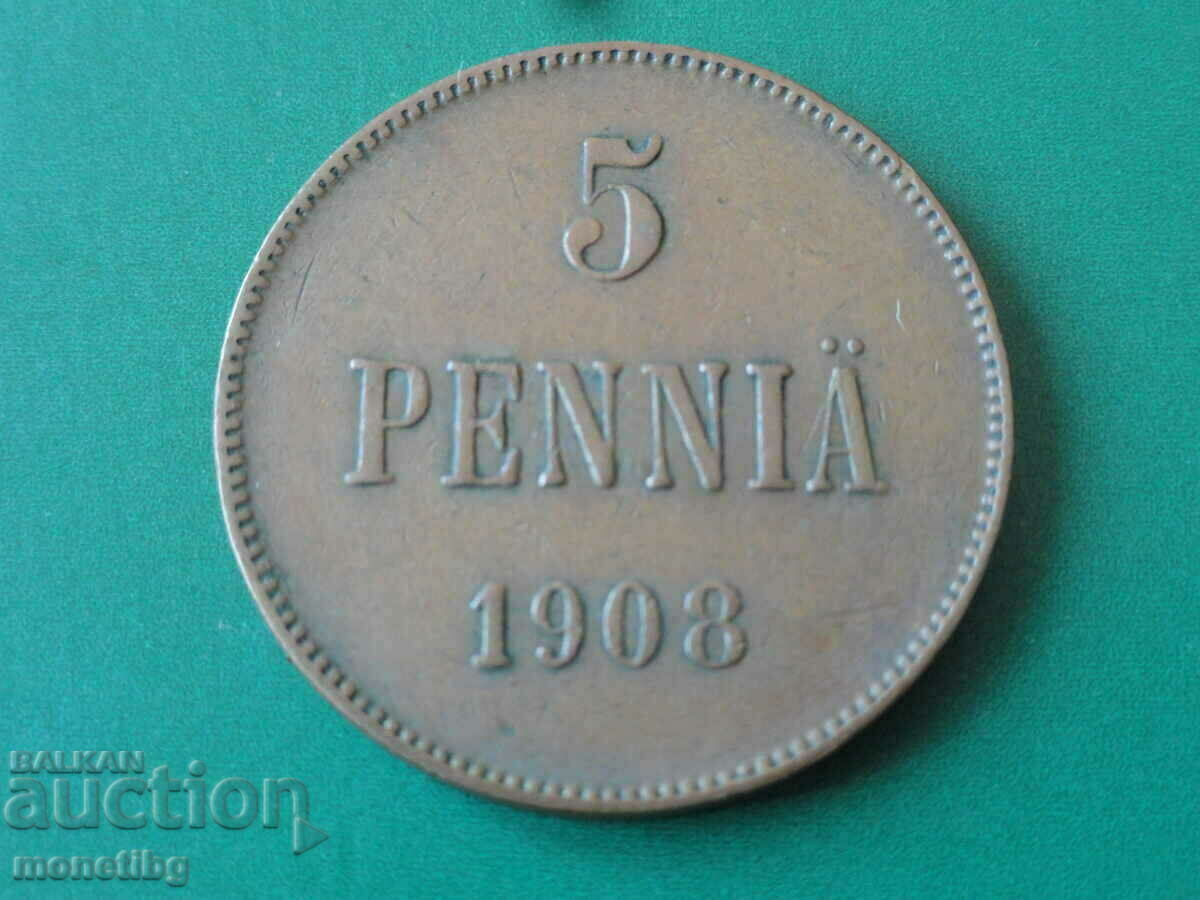 5
PENNIÄ
1908
BALKAN
auction
monetibg